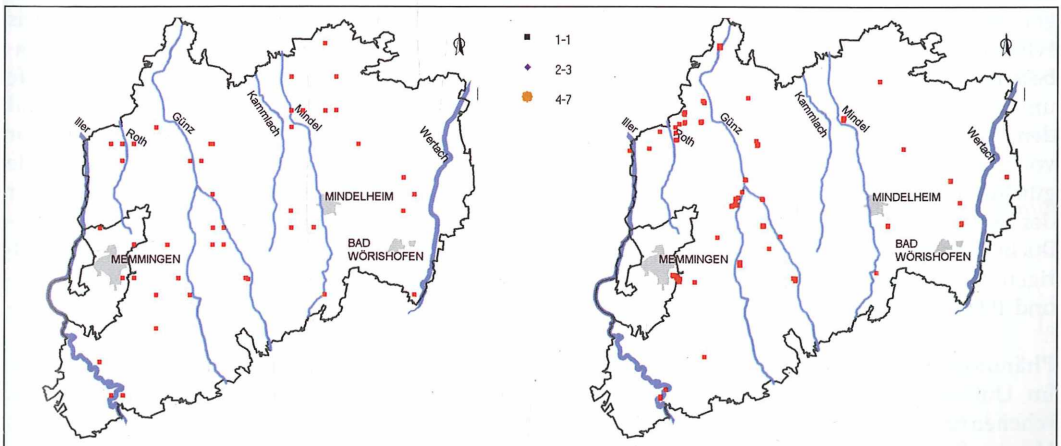 1-1
2-3
4-7
Iller
Roth
Günz
Kammlach
Mindel
Wertach
MINDELHEIM
BAD
WÖRISHOFEN
MEMMINGEN
Iller
Roth
Günz
Kammlach
Mindel
Wertach
MINDELHEIM
BAD
WÖRISHOFEN
MEMMINGEN
und